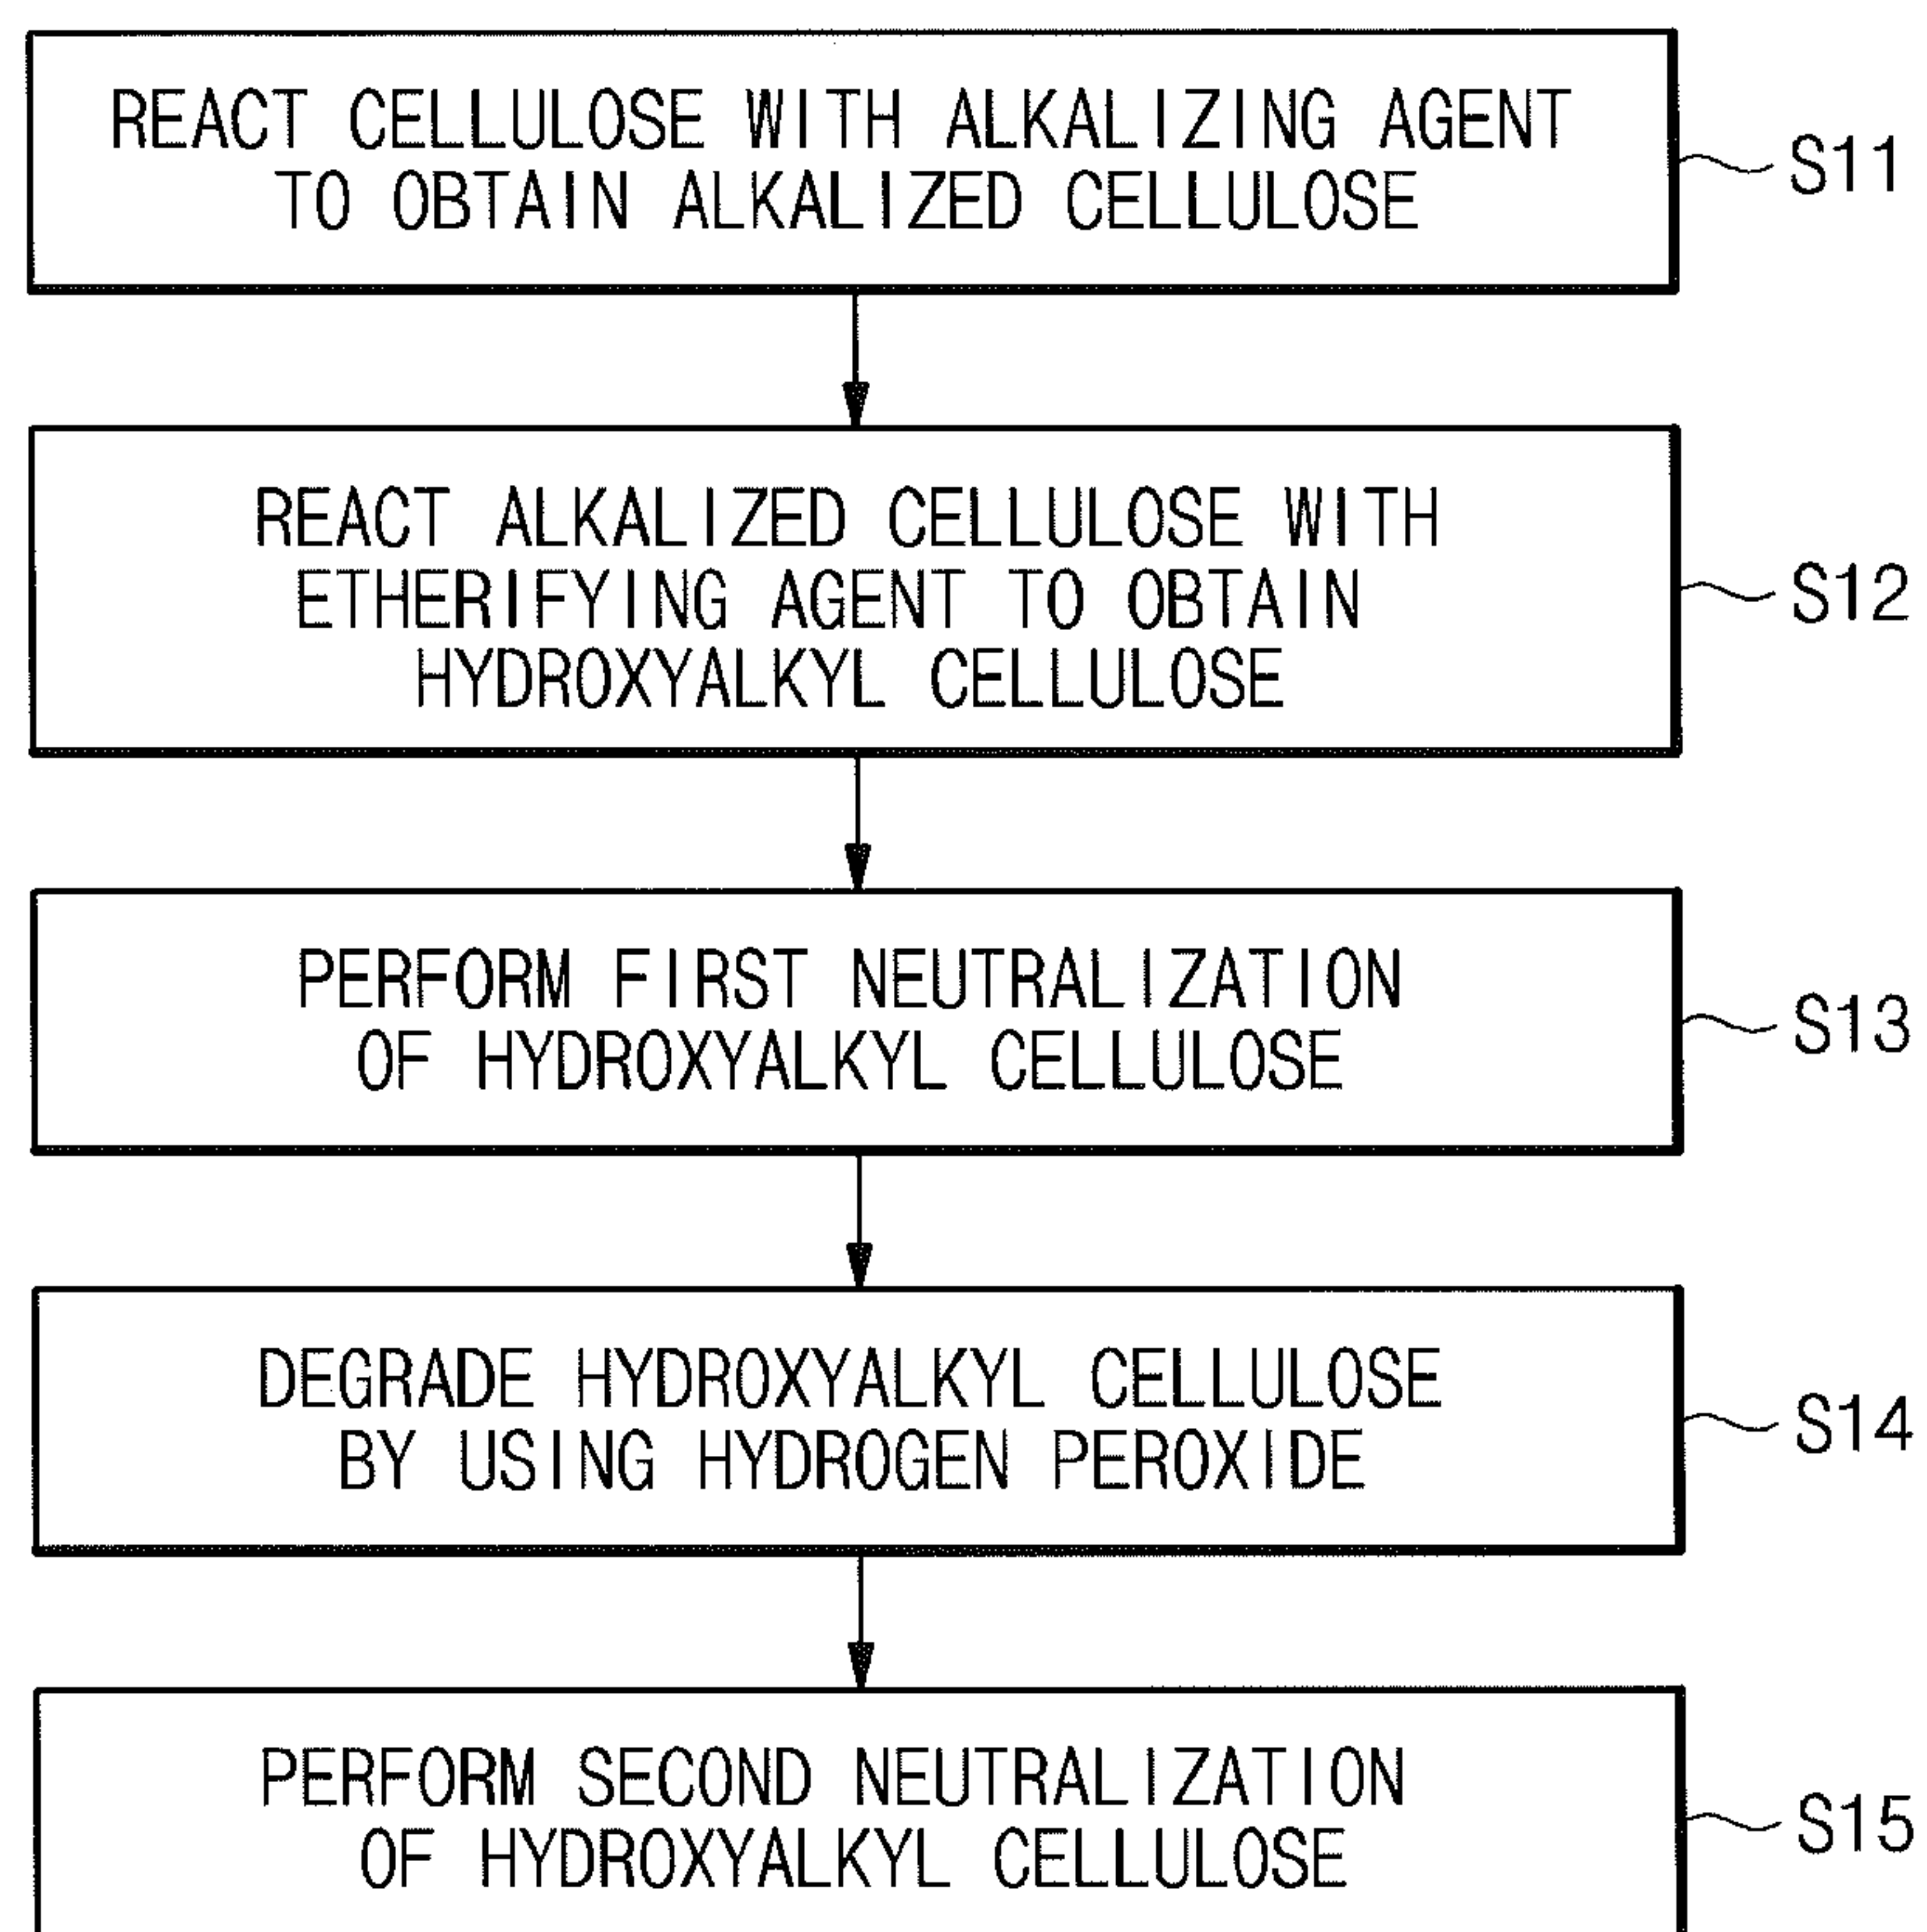 REACT CELLULOSE WITH ALKALIZING AGENT
TO OBTAIN ALKALIZED CELLULOSE
S11
REACT ALKALIZED CELLULOSE WITH
ETHERIFYING AGENT TO OBTAIN
HYDROXYALKYL CELLULOSE
S12
PERFORM FIRST NEUTRALIZATION
OF HYDROXYALKYL CELLULOSE
S13
DEGRADE HYDROXYALKYL CELLULOSE
BY USING HYDROGEN PEROXIDE
S14
PERFORM SECOND NEUTRALIZATION
OF HYDROXYALKYL CELLULOSE
S15